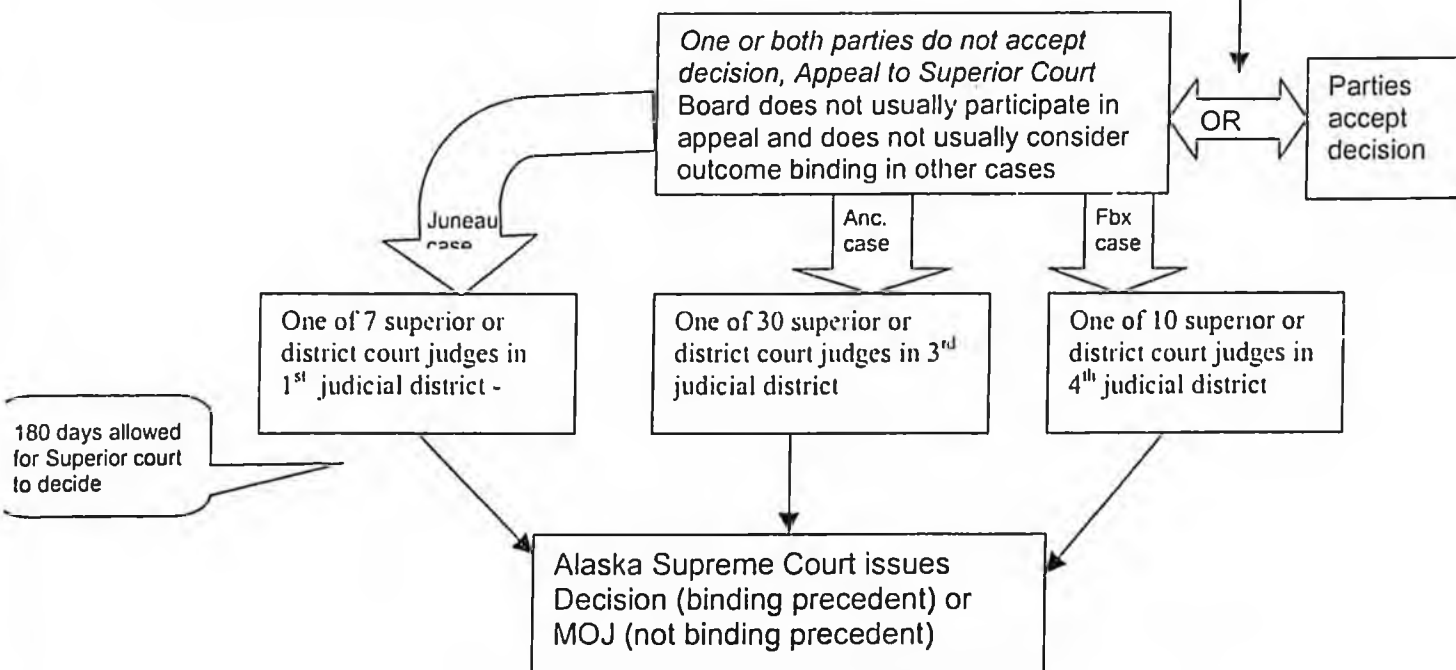 One or both parties do not accept
decision, Appeal to Superior Court
Board does not usually participate in
appeal and does not usually consider
outcome binding in other cases
OR
Parties
accept
decision
Juneau
case
Anc.
case
Fbx
case
One of 7 superior or
district court judges in
1st judicial district -
One of 30 superior or
district court judges in 3rd
judicial district
One of 10 superior or
district court judges in
4th judicial district
180 days allowed
for Superior court
to decide
Alaska Supreme Court issues
Decision (binding precedent) or
MOJ (not binding precedent)